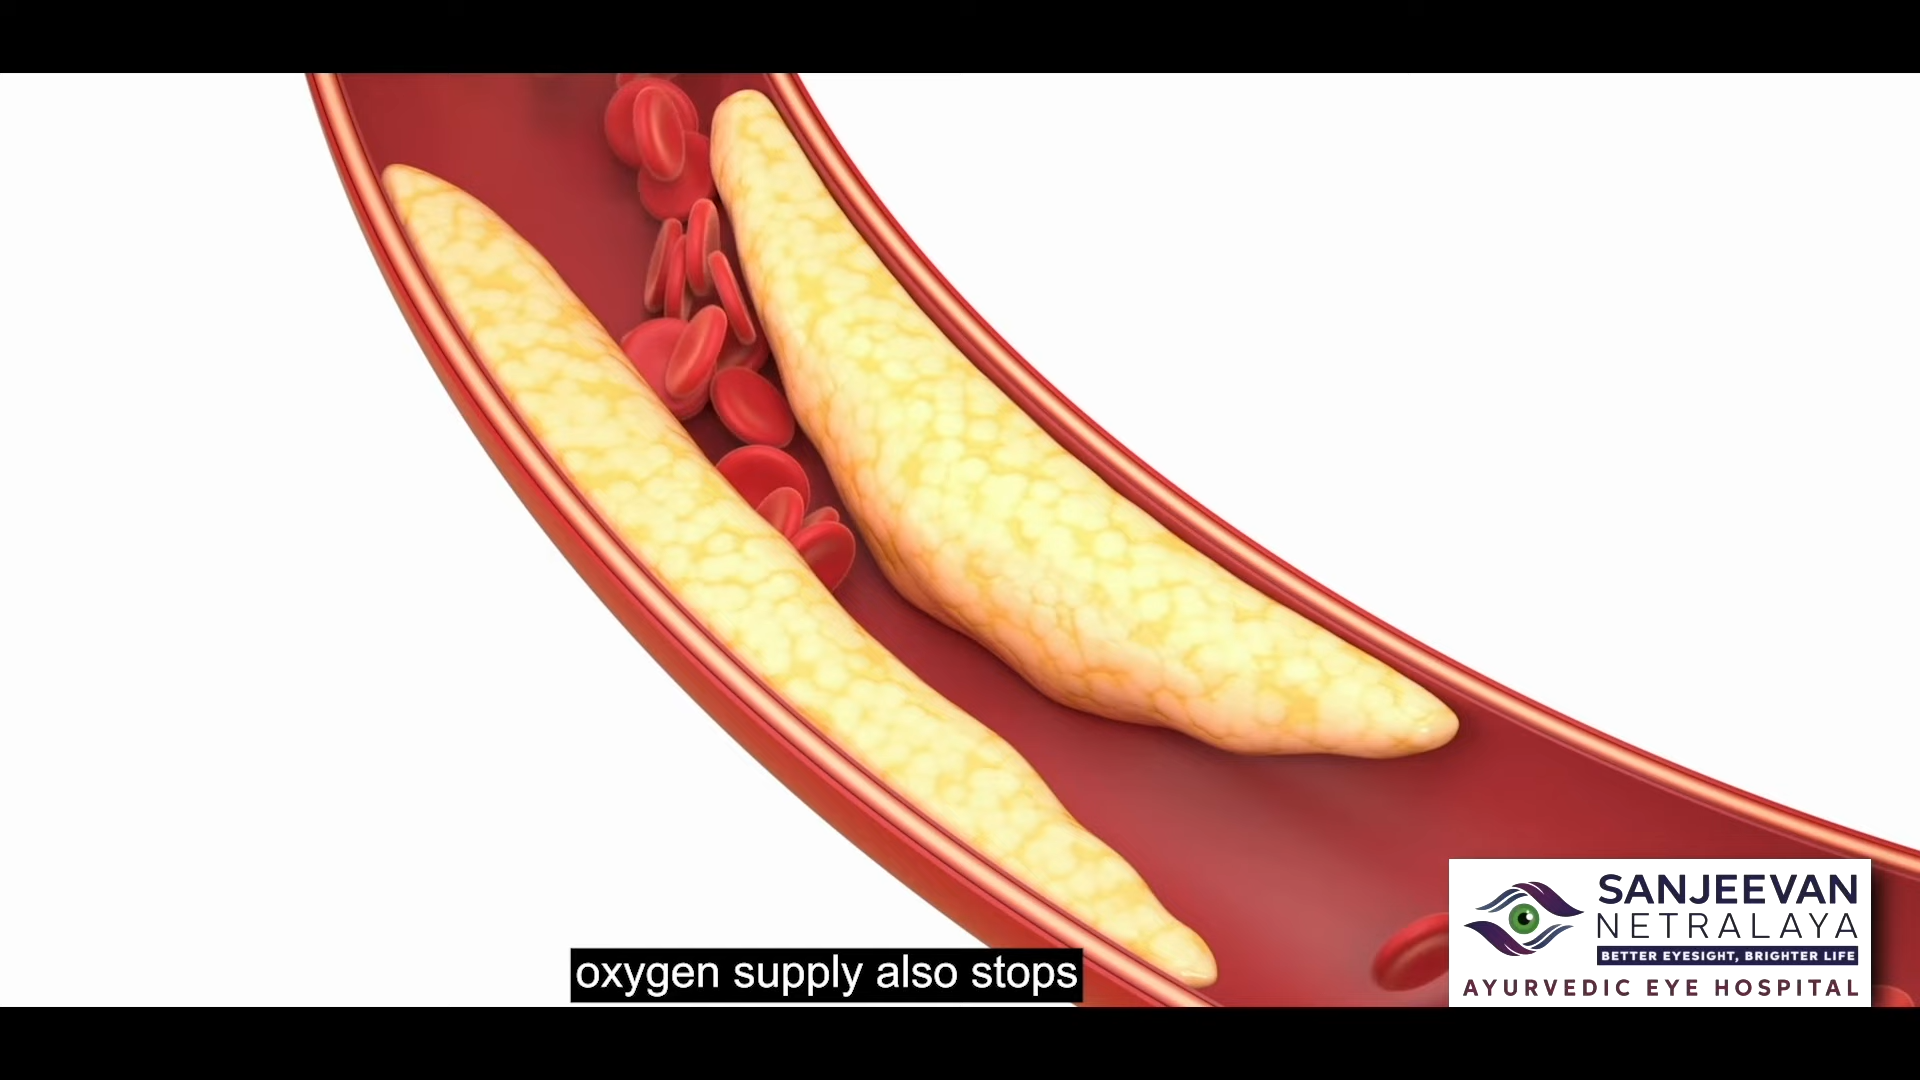 oxygen supply also stops
SANJEEVAN
NETRALAYA
BETTER EYESIGHT, BRIGHTER LIFE
AYURVEDIC EYE HOSPITAL